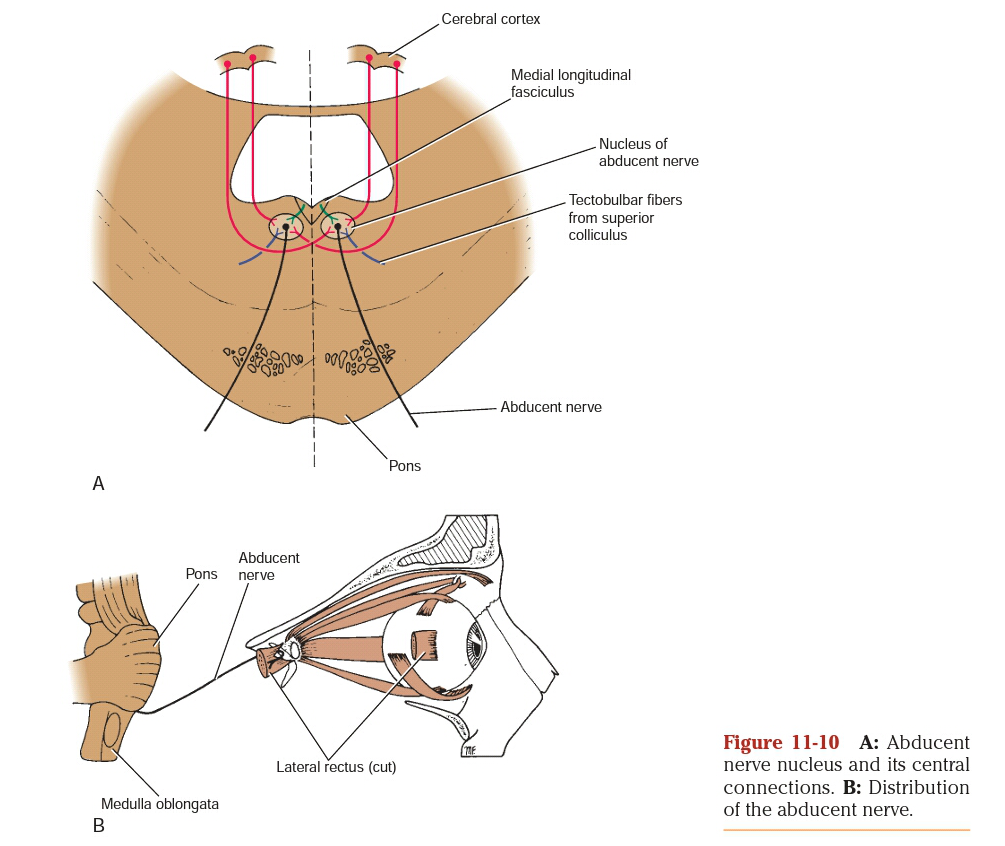 Cerebral cortex
Medial longitudinal
fasciculus
Nucleus of
abducent nerve
Tectobulbar fibers
from superior
colliculus
Abducent nerve
Pons
A
Abducent
nerve
Pons
Lateral rectus (cut)
Medulla oblongata
B
Figure 11-10 A: Abducent
nerve nucleus and its central
connections. B: Distribution
of the abducent nerve.